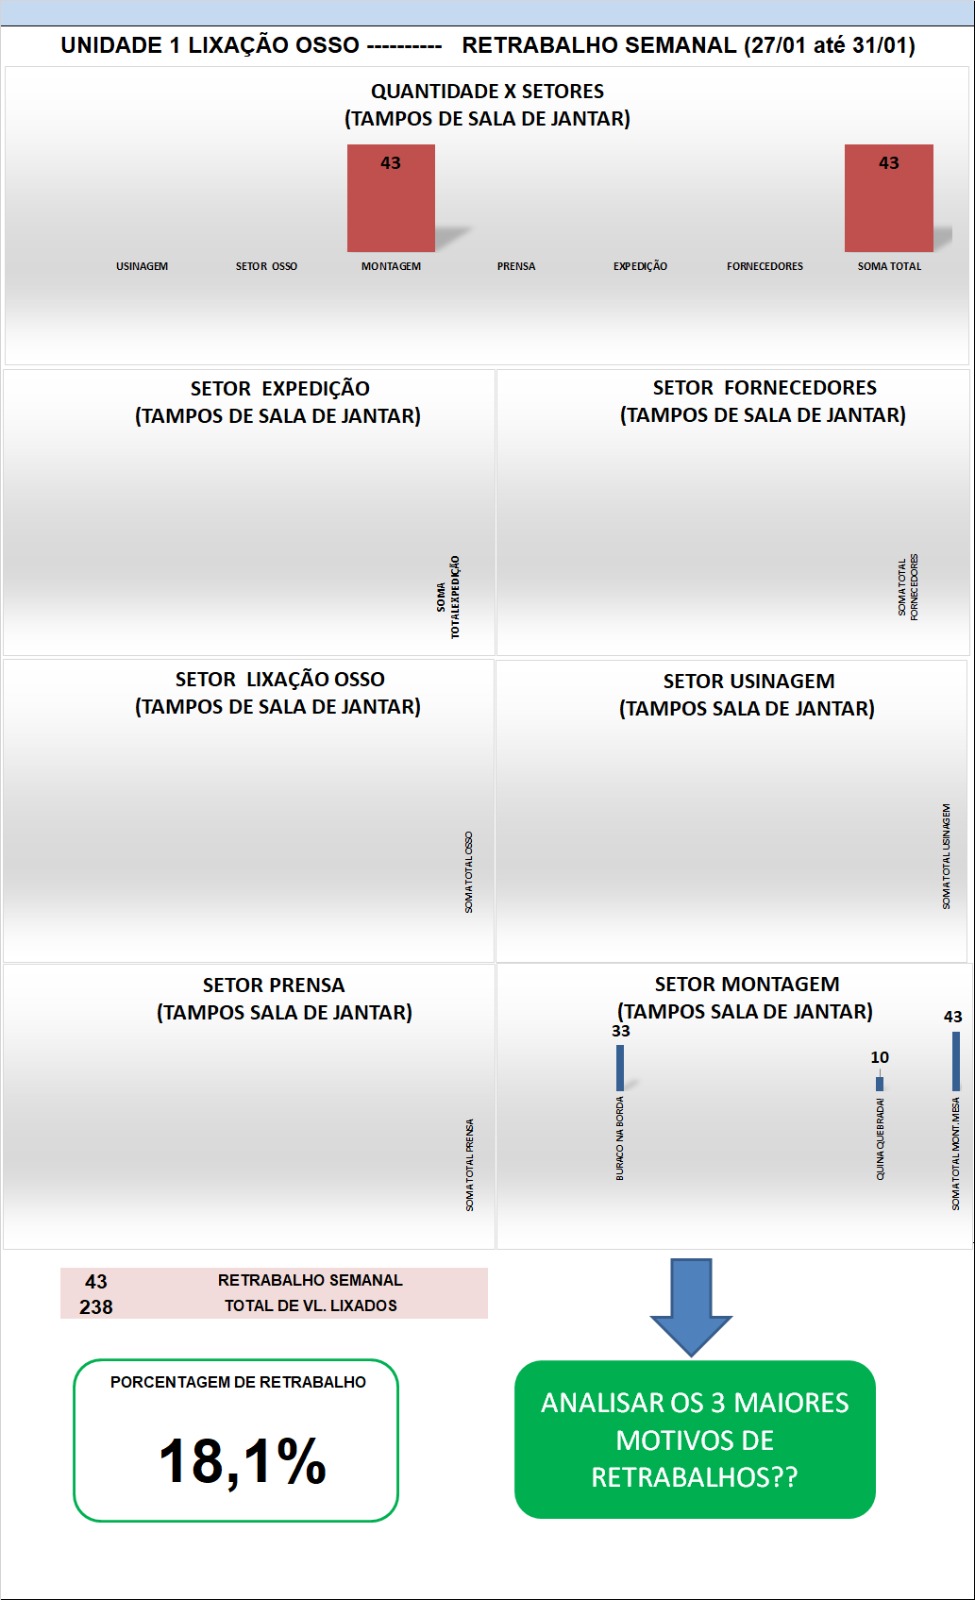 UNIDADE 1 LIXAÇÃO OSSO ---------- RETRABALHO SEMANAL (27/01 até 31/01)
QUANTIDADE X SETORES
(TAMPOS DE SALA DE JANTAR)
43
43
USINAGEM
SETOR OSSO
MONTAGEM
PRENSA
EXPEDIÇÃO
FORNECEDORES
SOMA TOTAL
SETOR EXPEDIÇÃO
(TAMPOS DE SALA DE JANTAR)
SOMA
TOTALEXPEDIÇÃO
SETOR FORNECEDORES
(TAMPOS DE SALA DE JANTAR)
SOMA TOTAL
FORNECEDORES
SETOR LIXAÇÃO OSSO
(TAMPOS DE SALA DE JANTAR)
SOMA TOTAL OSSO
SETOR USINAGEM
(TAMPOS SALA DE JANTAR)
SOMA TOTAL USINAGEM
SETOR PRENSA
(TAMPOS SALA DE JANTAR)
SOMA TOTAL PRENSA
SETOR MONTAGEM
(TAMPOS SALA DE JANTAR)
33
10
43
BURACO NA BORDA
QUINA QUEBRADA!
SOMA TOTAL MONT.MESA
43 RETRABALHO SEMANAL
238 TOTAL DE VL. LIXADOS
PORCENTAGEM DE RETRABALHO
18,1%
ANALISAR OS 3 MAIORES
MOTIVOS DE
RETRABALHOS??